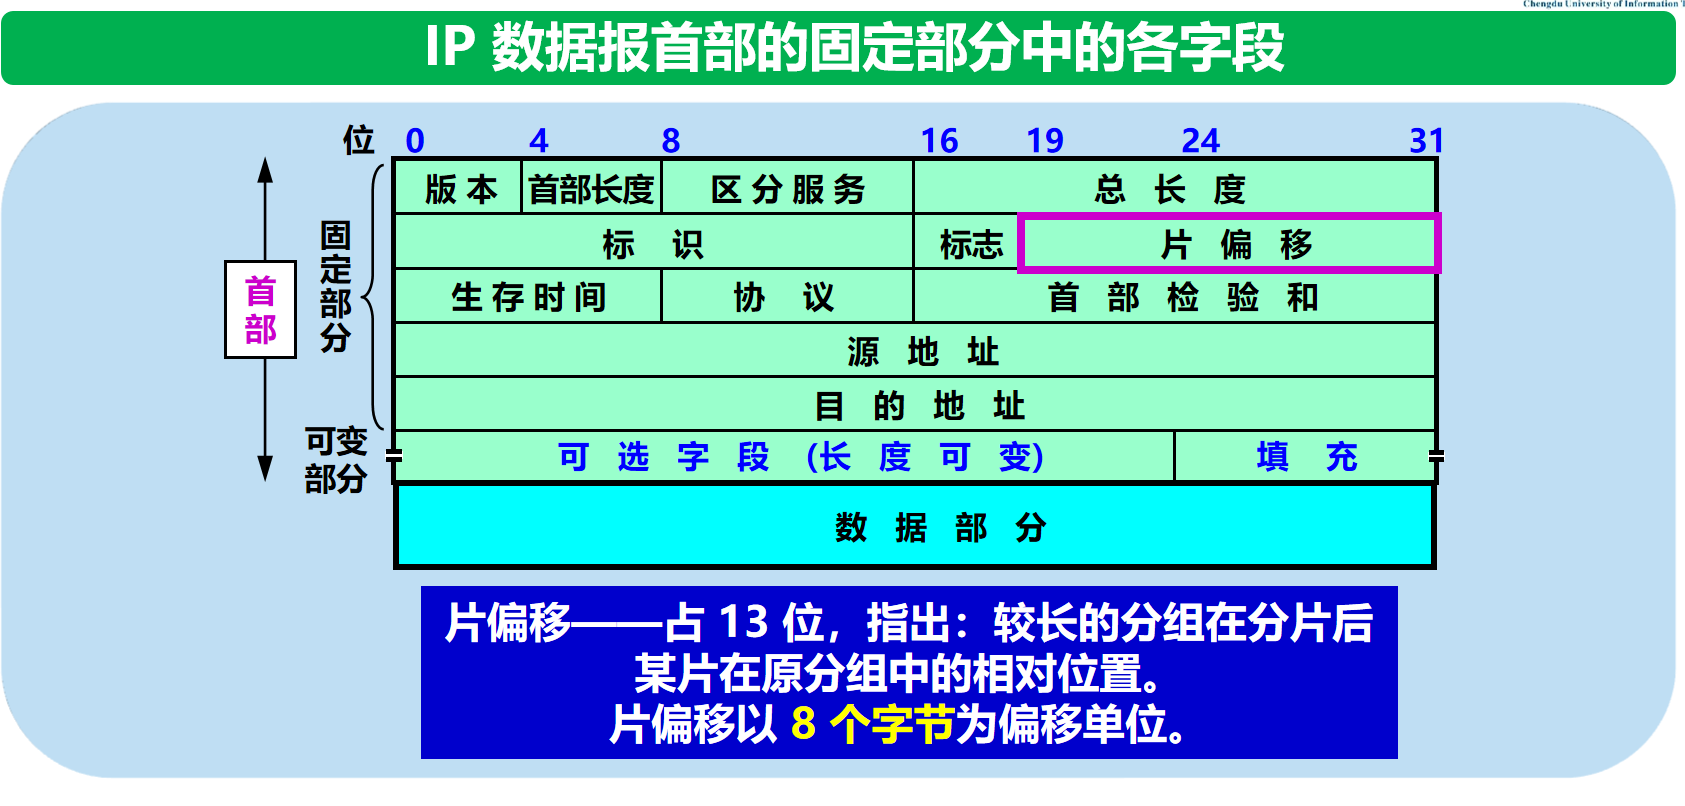 Chengdu University of Information T
IP 数据报首部的固定部分中的各字段
位 0 4 8 16 19 24 31
版本 首部长度 区分服务 总长度
标识 标志 片偏移
生存时间 协议 首部检验和
源地址
目的地址
可选字段（长度可变） 填充
数据部分
首部
固定部分
可变
部分
片偏移——占 13 位，指出：较长的分组在分片后
某片在原分组中的相对位置。
片偏移以 8 个字节为偏移单位。